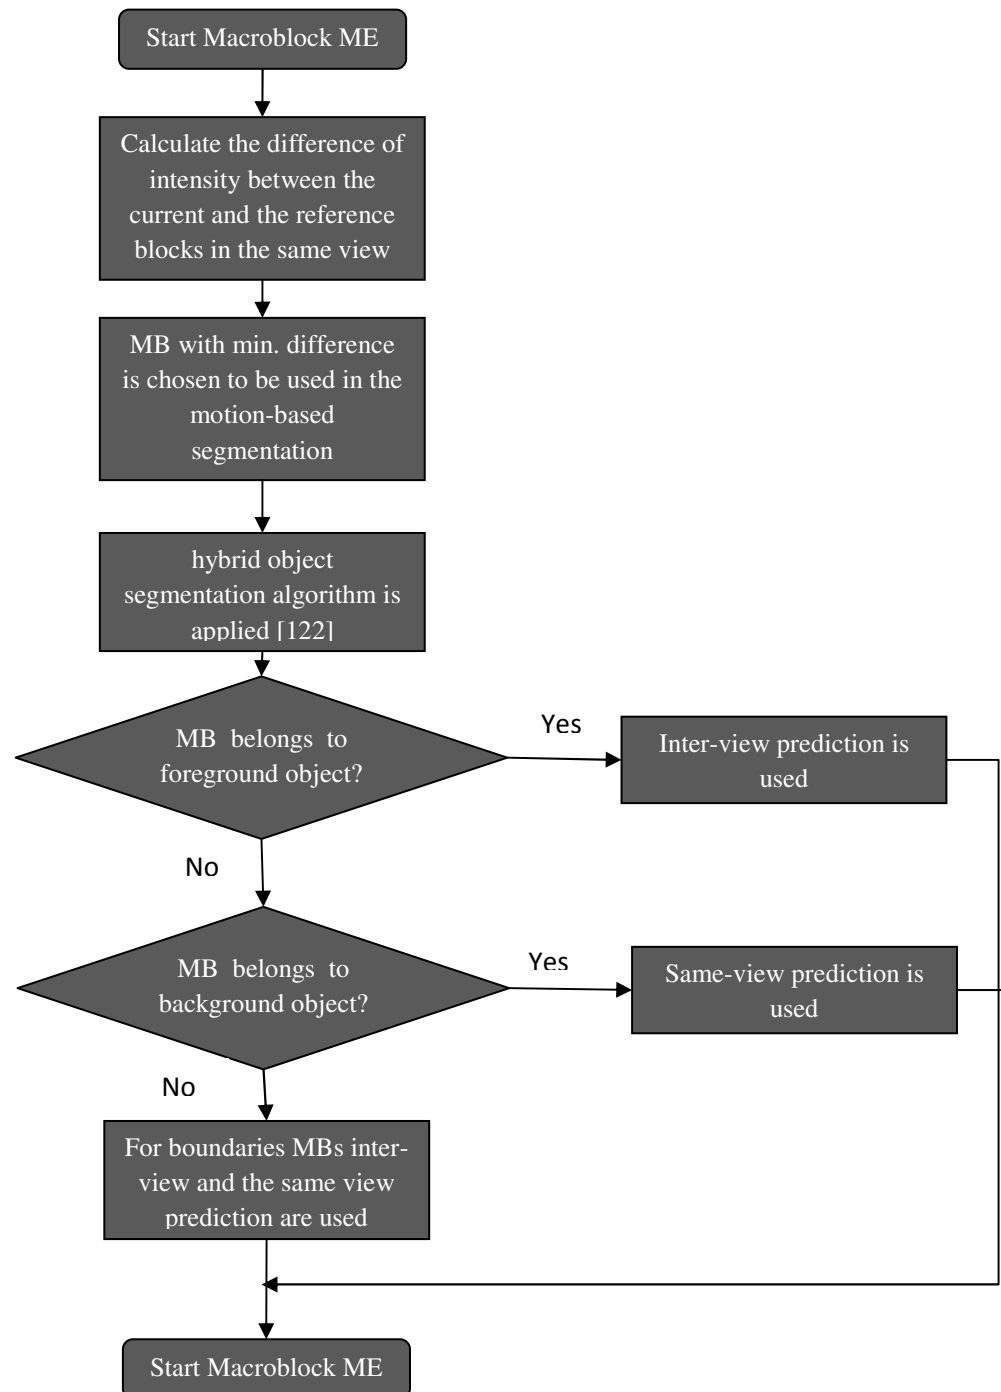 Start Macroblock ME
Calculate the difference of
intensity between the
current and the reference
blocks in the same view
MB with min. difference
is chosen to be used in the
motion-based
segmentation
hybrid object
segmentation algorithm is
applied [122]
MB belongs to
foreground object?
Yes
Inter-view prediction is
used
No
MB belongs to
background object?
Yes
Same-view prediction is
used
No
For boundaries MBs inter-
view and the same view
prediction are used
Start Macroblock ME